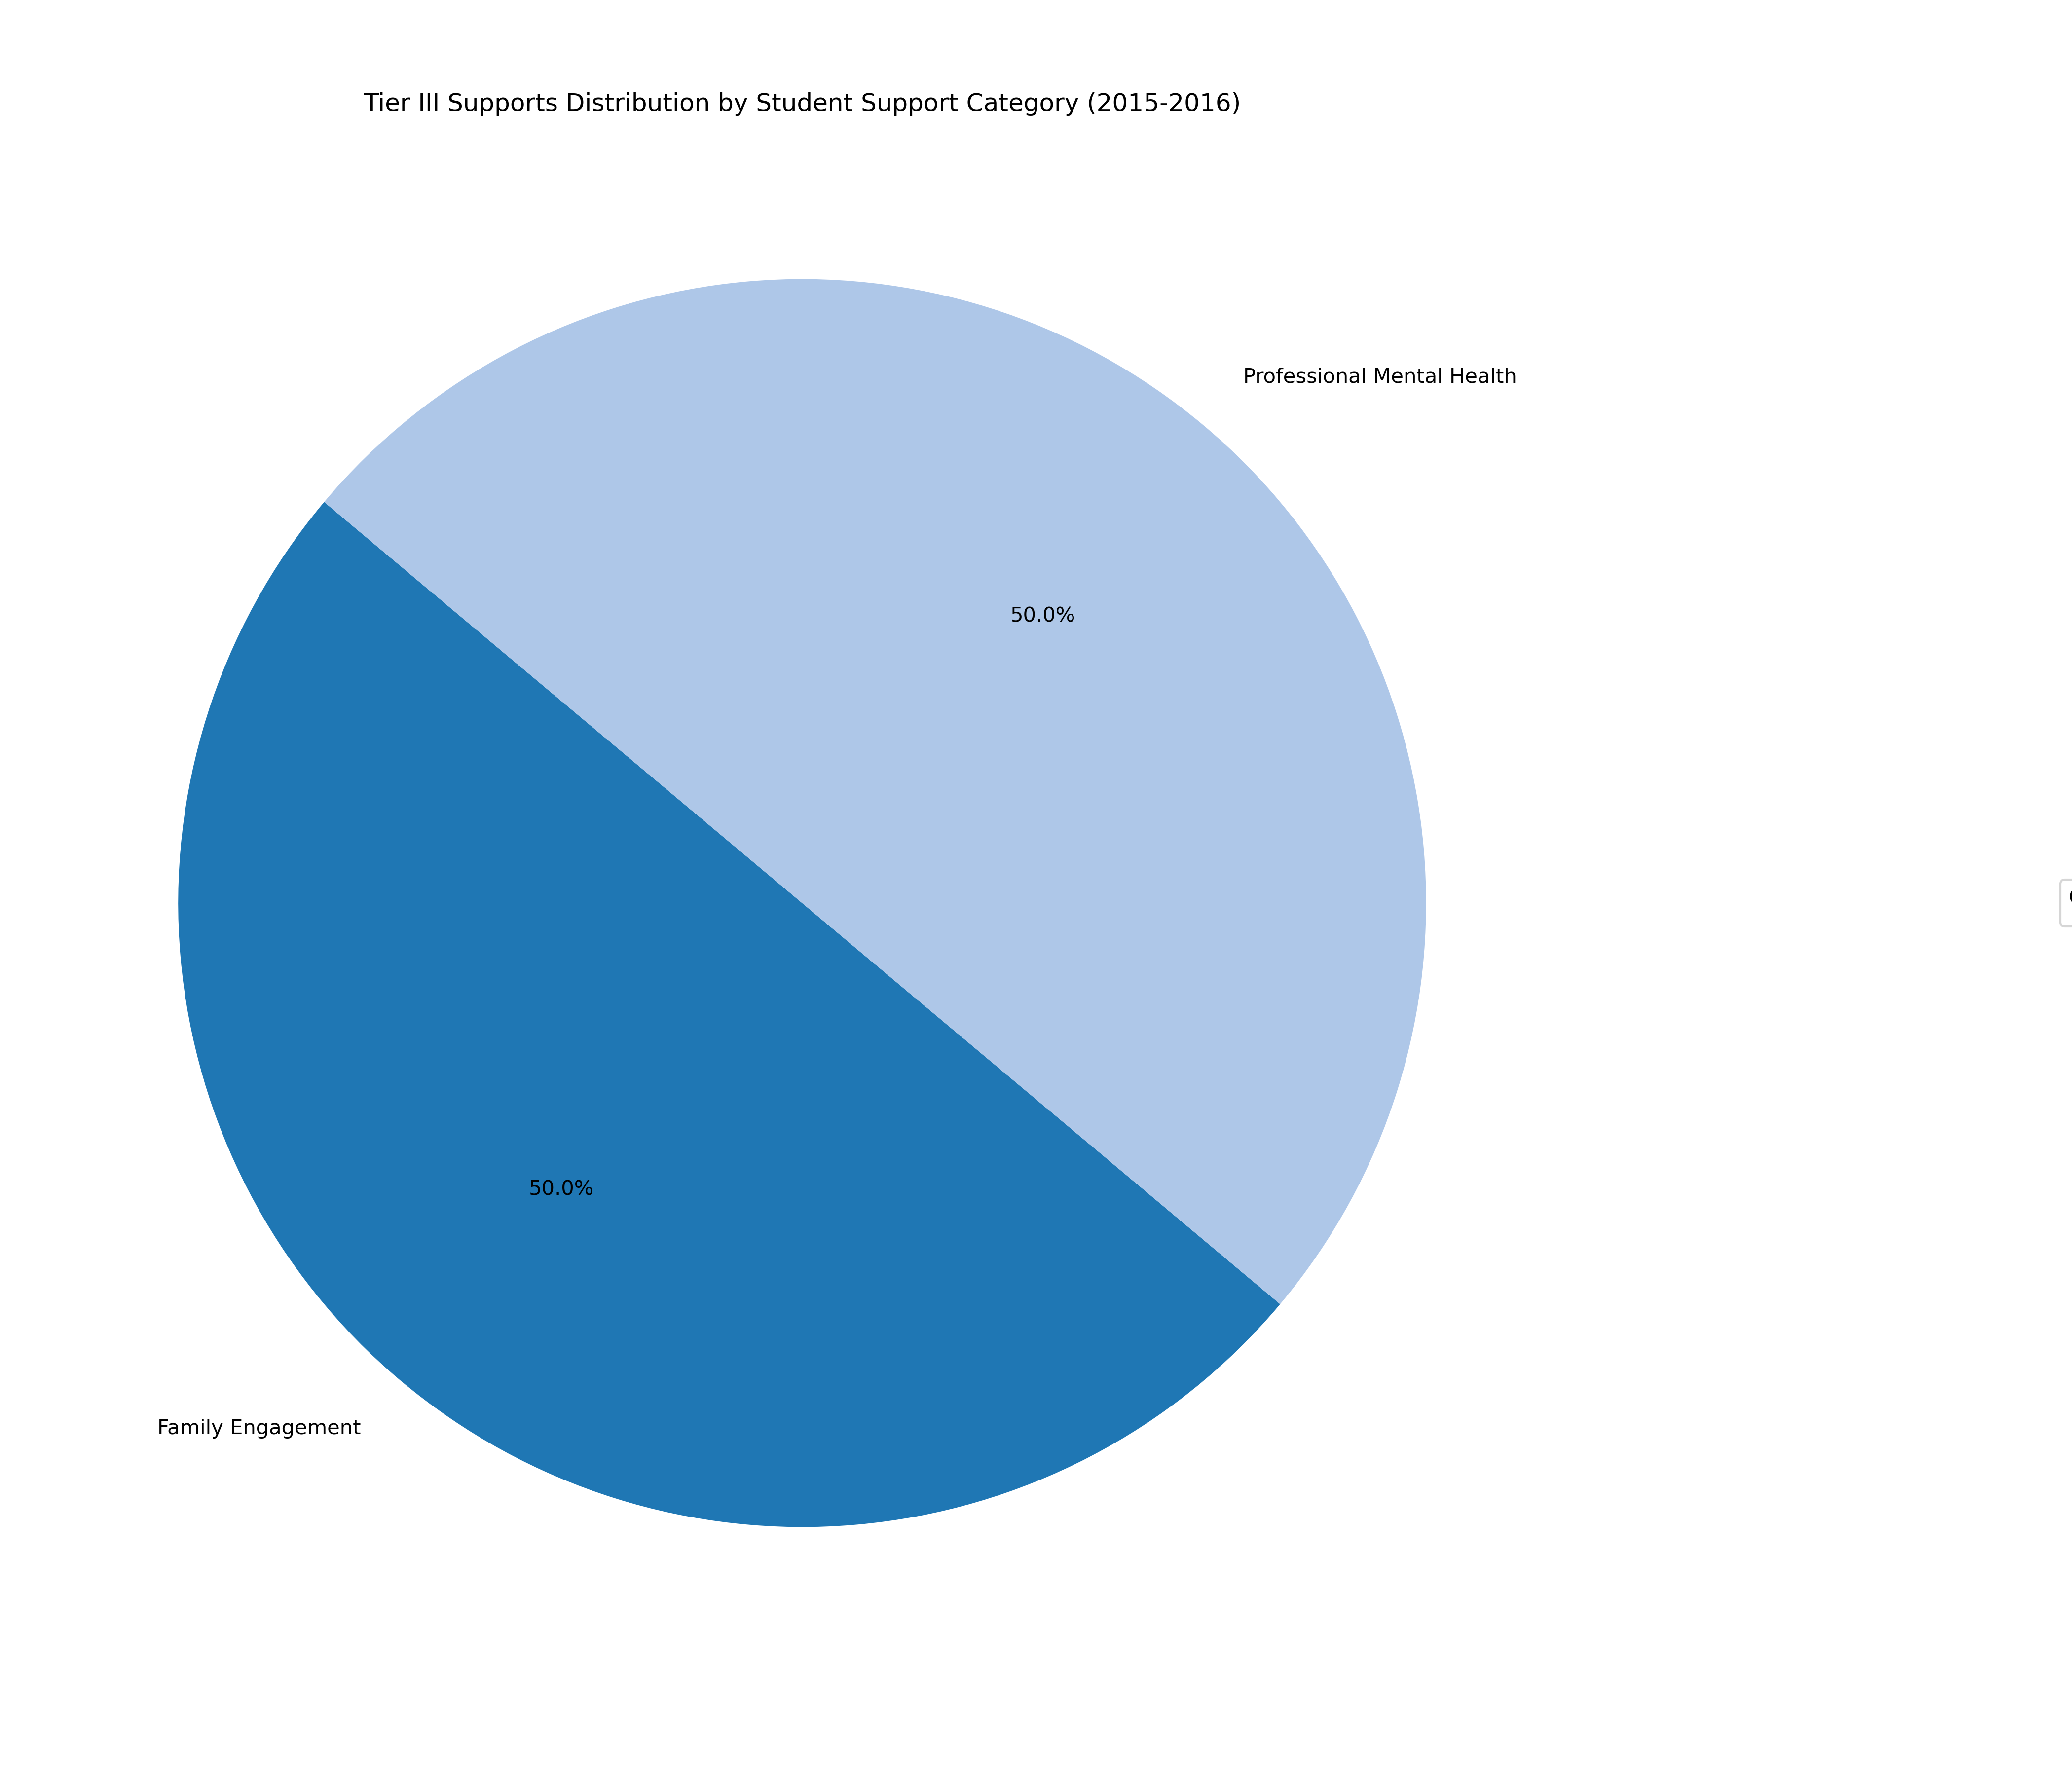 Tier III Supports Distribution by Student Support Category (2015-2016)
Professional Mental Health
50.0%
50.0%
Family Engagement